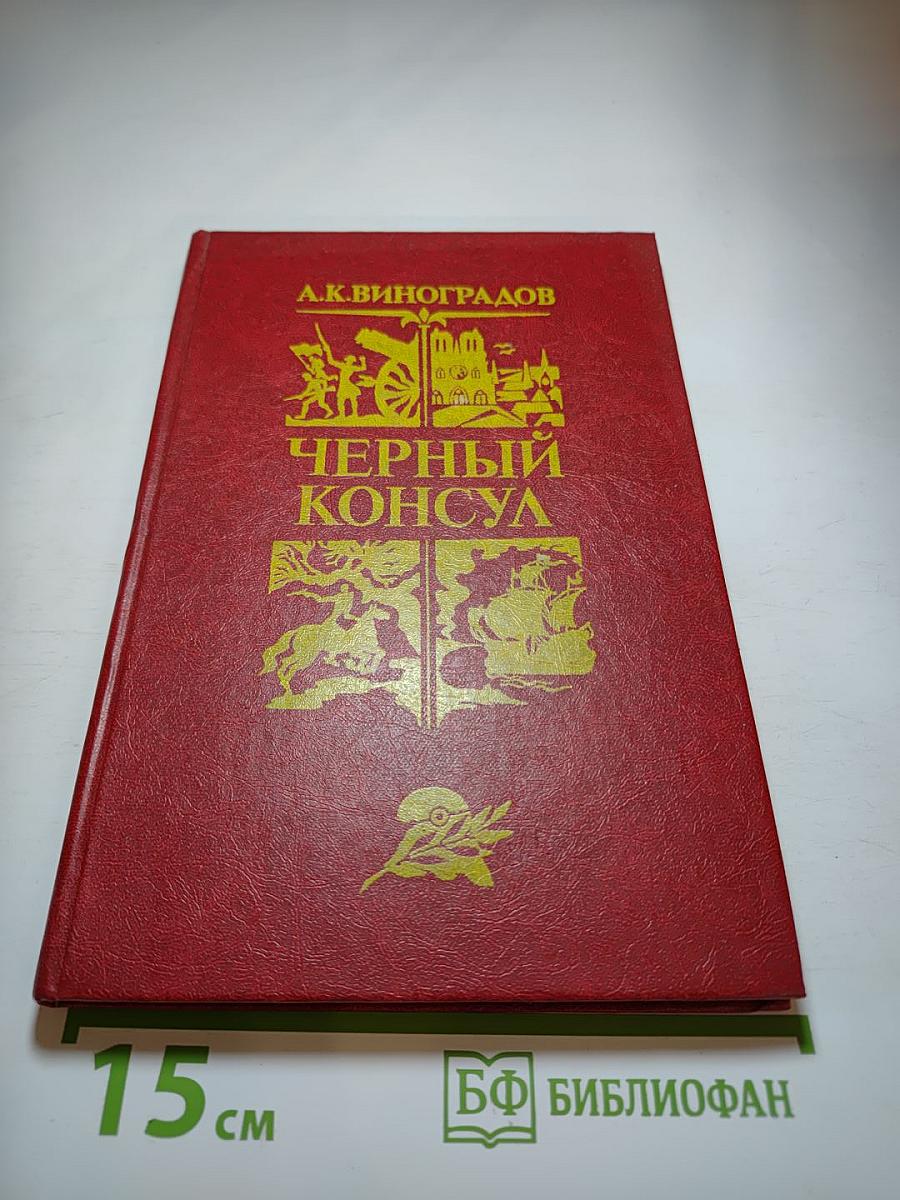 А.К.ВИНОГРАДОВ
ЧЕРНЫЙ
КОНСУЛ
15 см
БФ БИБЛИОФАН